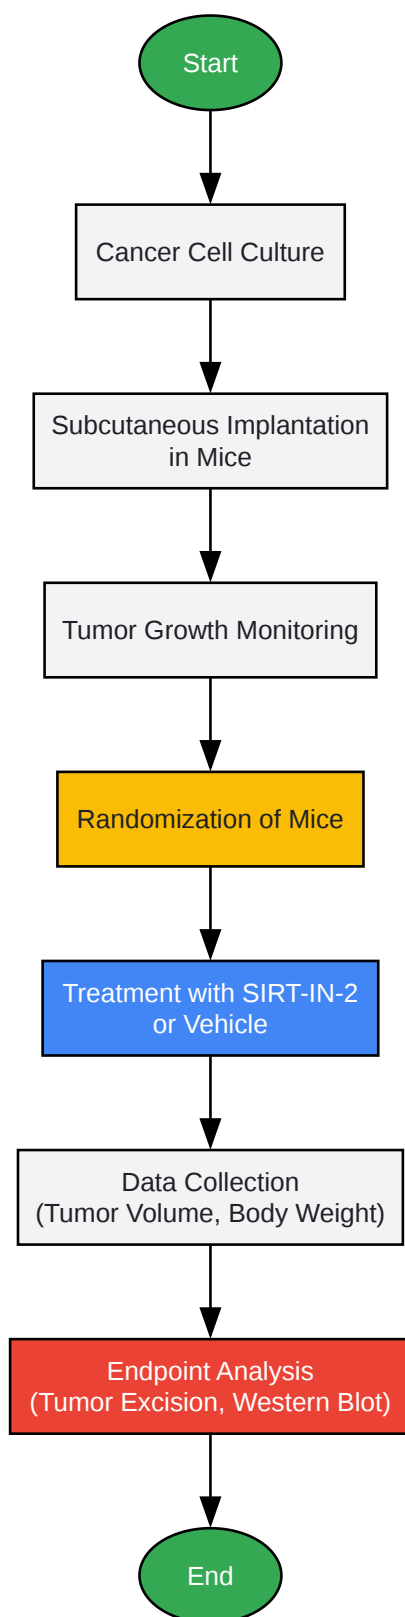 Start
Cancer Cell Culture
Subcutaneous Implantation
in Mice
Tumor Growth Monitoring
Randomization of Mice
Treatment with SIRT-IN-2
or Vehicle
Data Collection
(Tumor Volume, Body Weight)
Endpoint Analysis
(Tumor Excision, Western Blot)
End